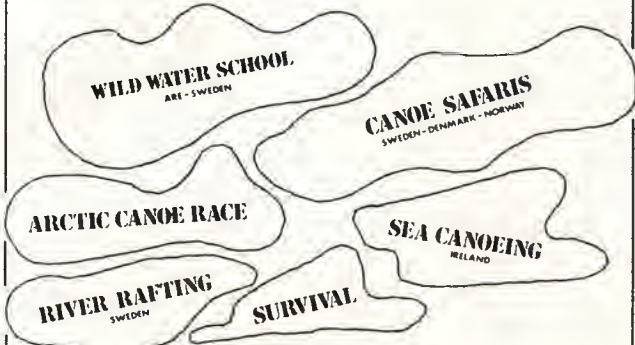 WILD WATER SCHOOL
ARE - SWEDEN
CANOE SAFARIS
SWEDEN - DENMARK - NORWAY
ARCTIC CANOE RACE
SEA CANOEING
IRELAND
RIVER RAFTING
SWEDEN
SURVIVAL